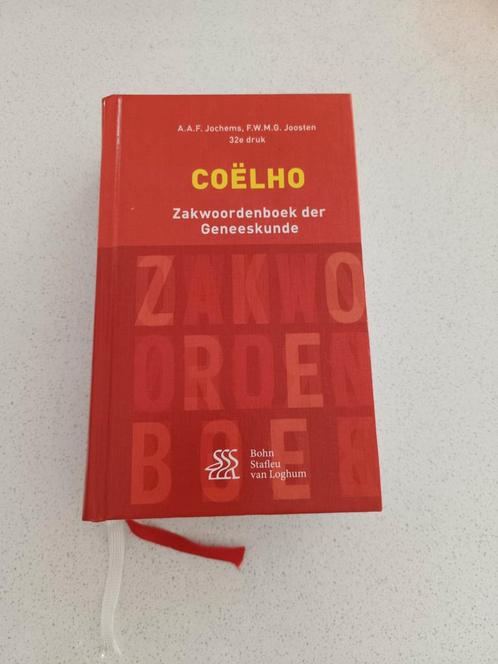 A.A.F. Jochems, F.W.M.G. Joosten
32e druk
COËLHO
Zakwoordenboek der
Geneeskunde
ZAKWO
ORDEN
BOEK
Bohn
Stafleu
van Loghum